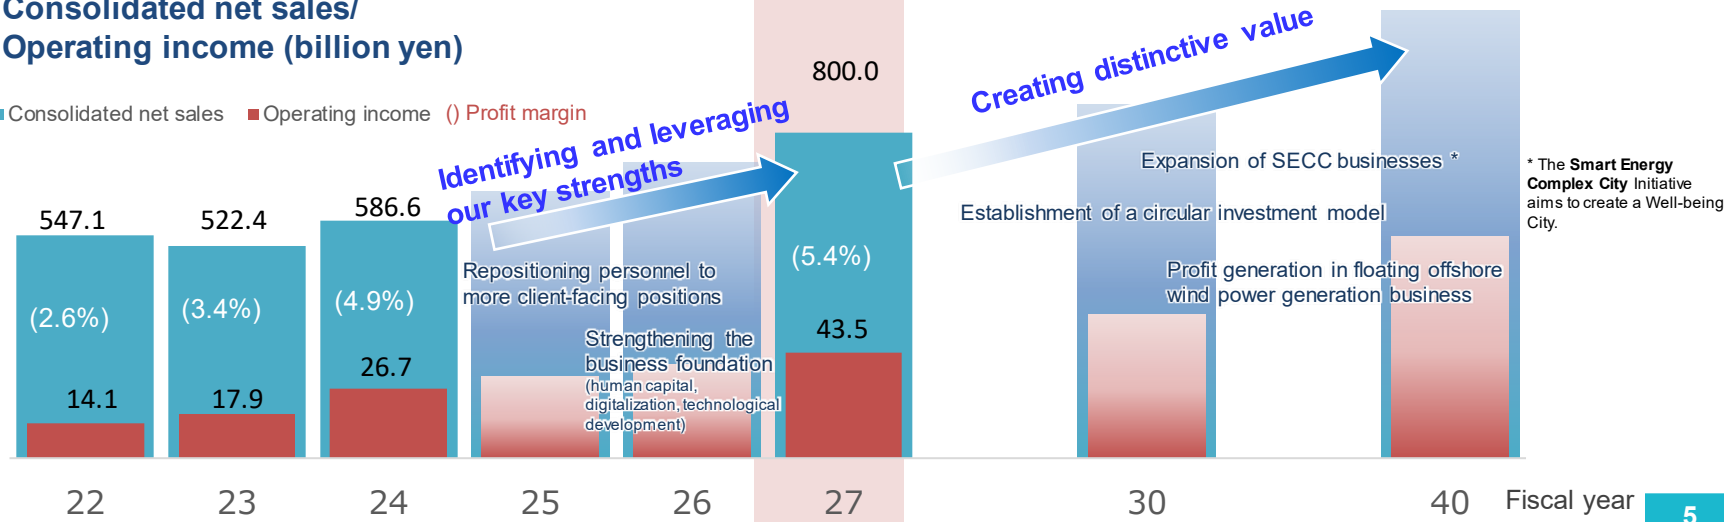 Consolidated net sales/
Operating income (billion yen)
Consolidated net sales
Operating income
() Profit margin
Identifying and leveraging
our key strengths
Creating distinctive value
800.0
547.1
522.4
586.6
(2.6%)
(3.4%)
(4.9%)
(5.4%)
14.1
17.9
26.7
43.5
Repositioning personnel to
more client-facing positions
Strengthening the
business foundation
(human capital,
digitalization, technological
development)
Expansion of SECC businesses *
Establishment of a circular investment model
Profit generation in floating offshore
wind power generation business
* The Smart Energy
Complex City Initiative
aims to create a Well-being
City.
22
23
24
25
26
27
30
40
Fiscal year
5